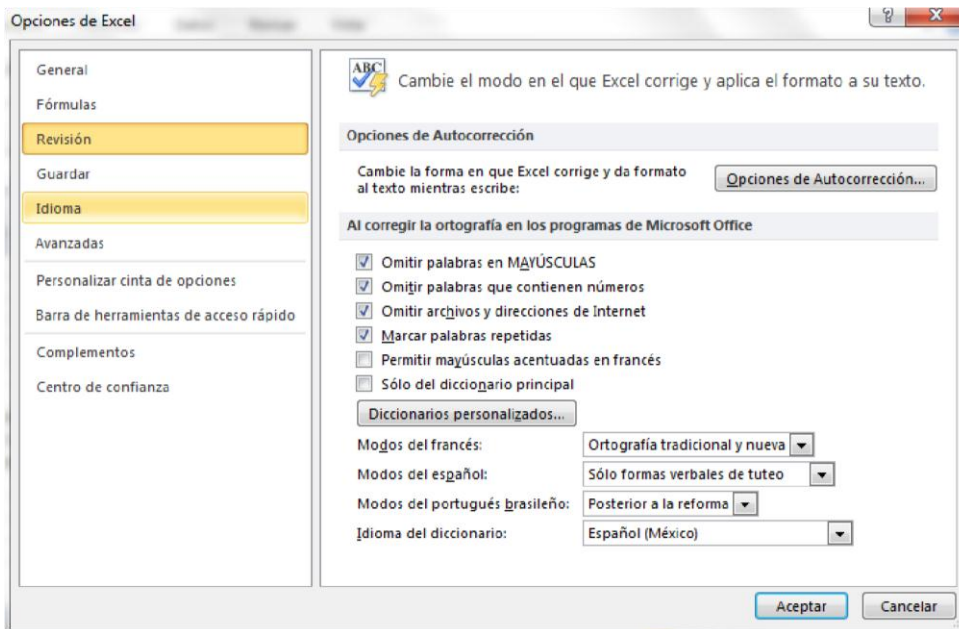 Opciones de Excel
General
Fórmulas
Revisión
Guardar
Idioma
Avanzadas
Personalizar cinta de opciones
Barra de herramientas de acceso rápido
Complementos
Centro de confianza
ABC
Cambie el modo en el que Excel corrige y aplica el formato a su texto.
Opciones de Autocorrección
Cambie la forma en que Excel corrige y da formato
al texto mientras escribe:
Opciones de Autocorrección...
Al corregir la ortografía en los programas de Microsoft Office
Omitir palabras en MAYÚSCULAS
Omitir palabras que contienen números
Omitir archivos y direcciones de Internet
Marcar palabras repetidas
Permitir mayúsculas acentuadas en francés
Sólo del diccionario principal
Diccionarios personalizados...
Modos del francés: Ortografía tradicional y nueva
Modos del español: Sólo formas verbales de tuteo
Modos del portugués brasileño: Posterior a la reforma
Idioma del diccionario: Español (México)
Aceptar Cancelar